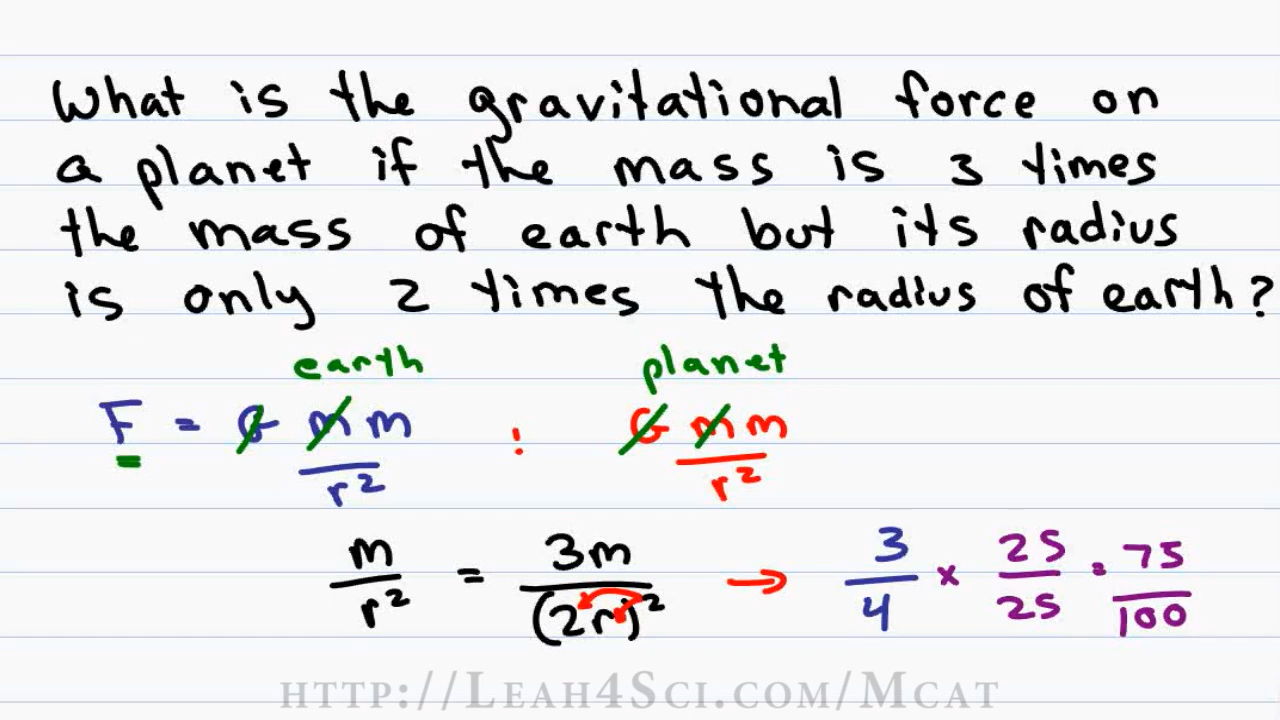 What is the gravitational force on
a planet if the mass is 3 times
the mass of earth but its radius
is only 2 times the radius of earth?
earth planet
F = G m m / r² : G m m / r²
m / r² = 3m / (2r)² → 3/4 × 25/25 = 75/100
HTTP://LEAH4SCI.COM/MCAT